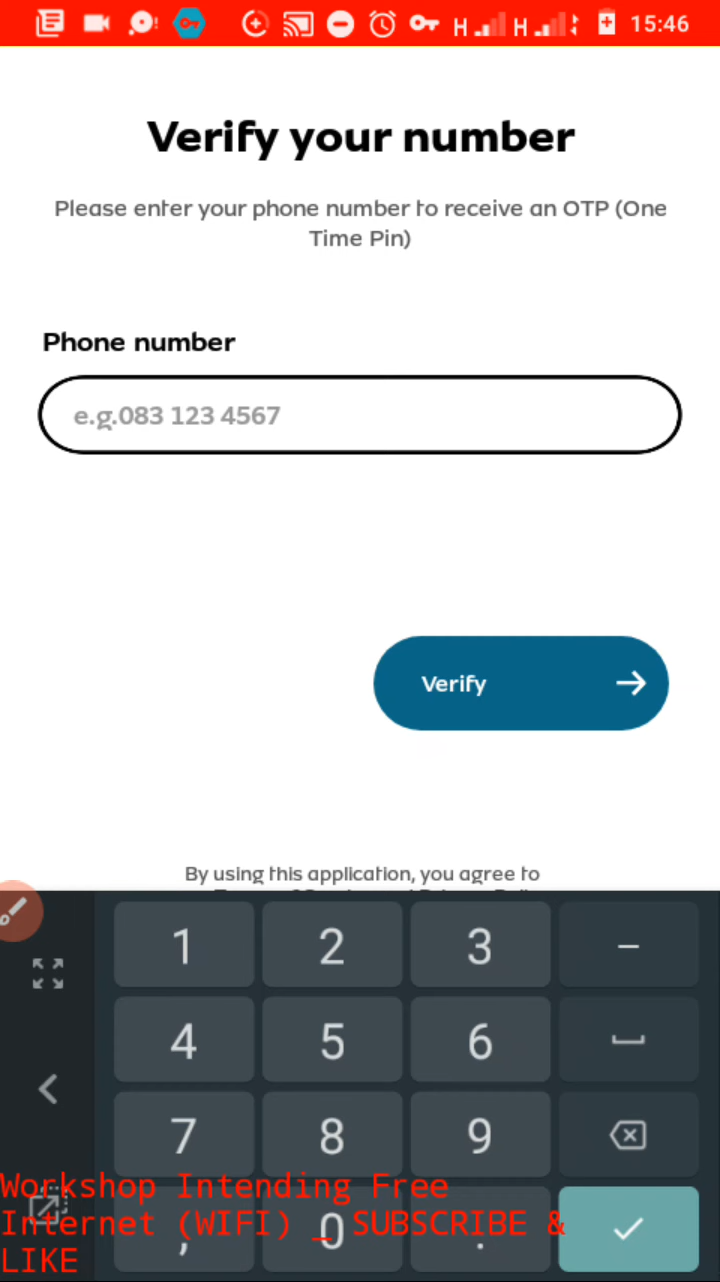 H H 15:46
Verify your number
Please enter your phone number to receive an OTP (One
Time Pin)
Phone number
e.g.083 123 4567
Verify
By using this application, you agree to
1 2 3 –
4 5 6
7 8 9
, 0 .
Workshop Intending Free
Internet (WIFI) _ SUBSCRIBE &
LIKE